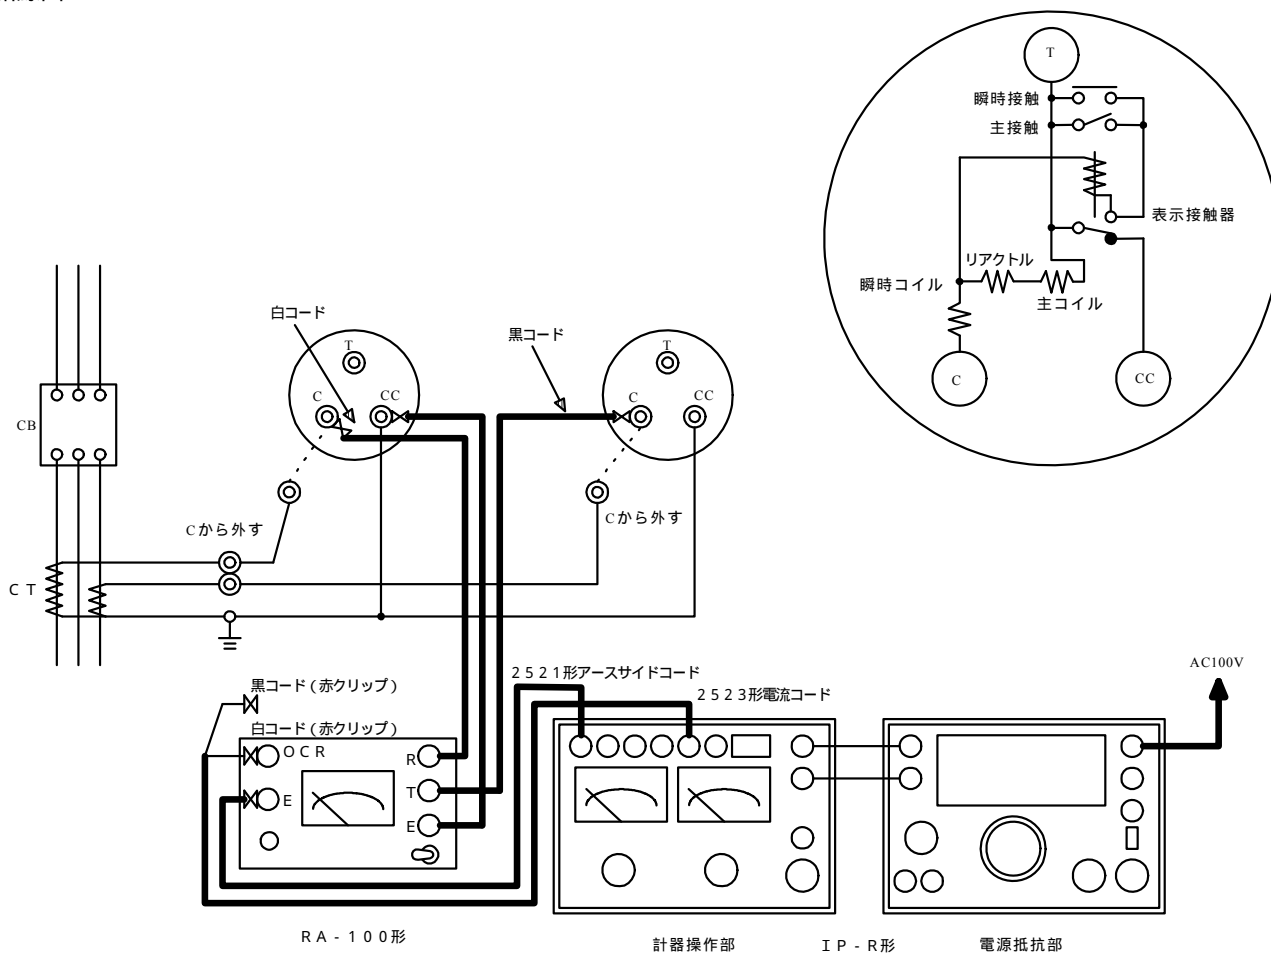 T
瞬時接触
主接触
表示接触器
リアクトル
瞬時コイル
主コイル
C
CC
白コード
黒コード
T
C
CC
T
C
CC
CB
Cから外す
Cから外す
CT
黒コード(赤クリップ)
白コード(赤クリップ)
2521形アースサイドコード
2523形電流コード
AC100V
OCR
R
T
E
E
RA-100形
計器操作部
IP-R形
電源抵抗部